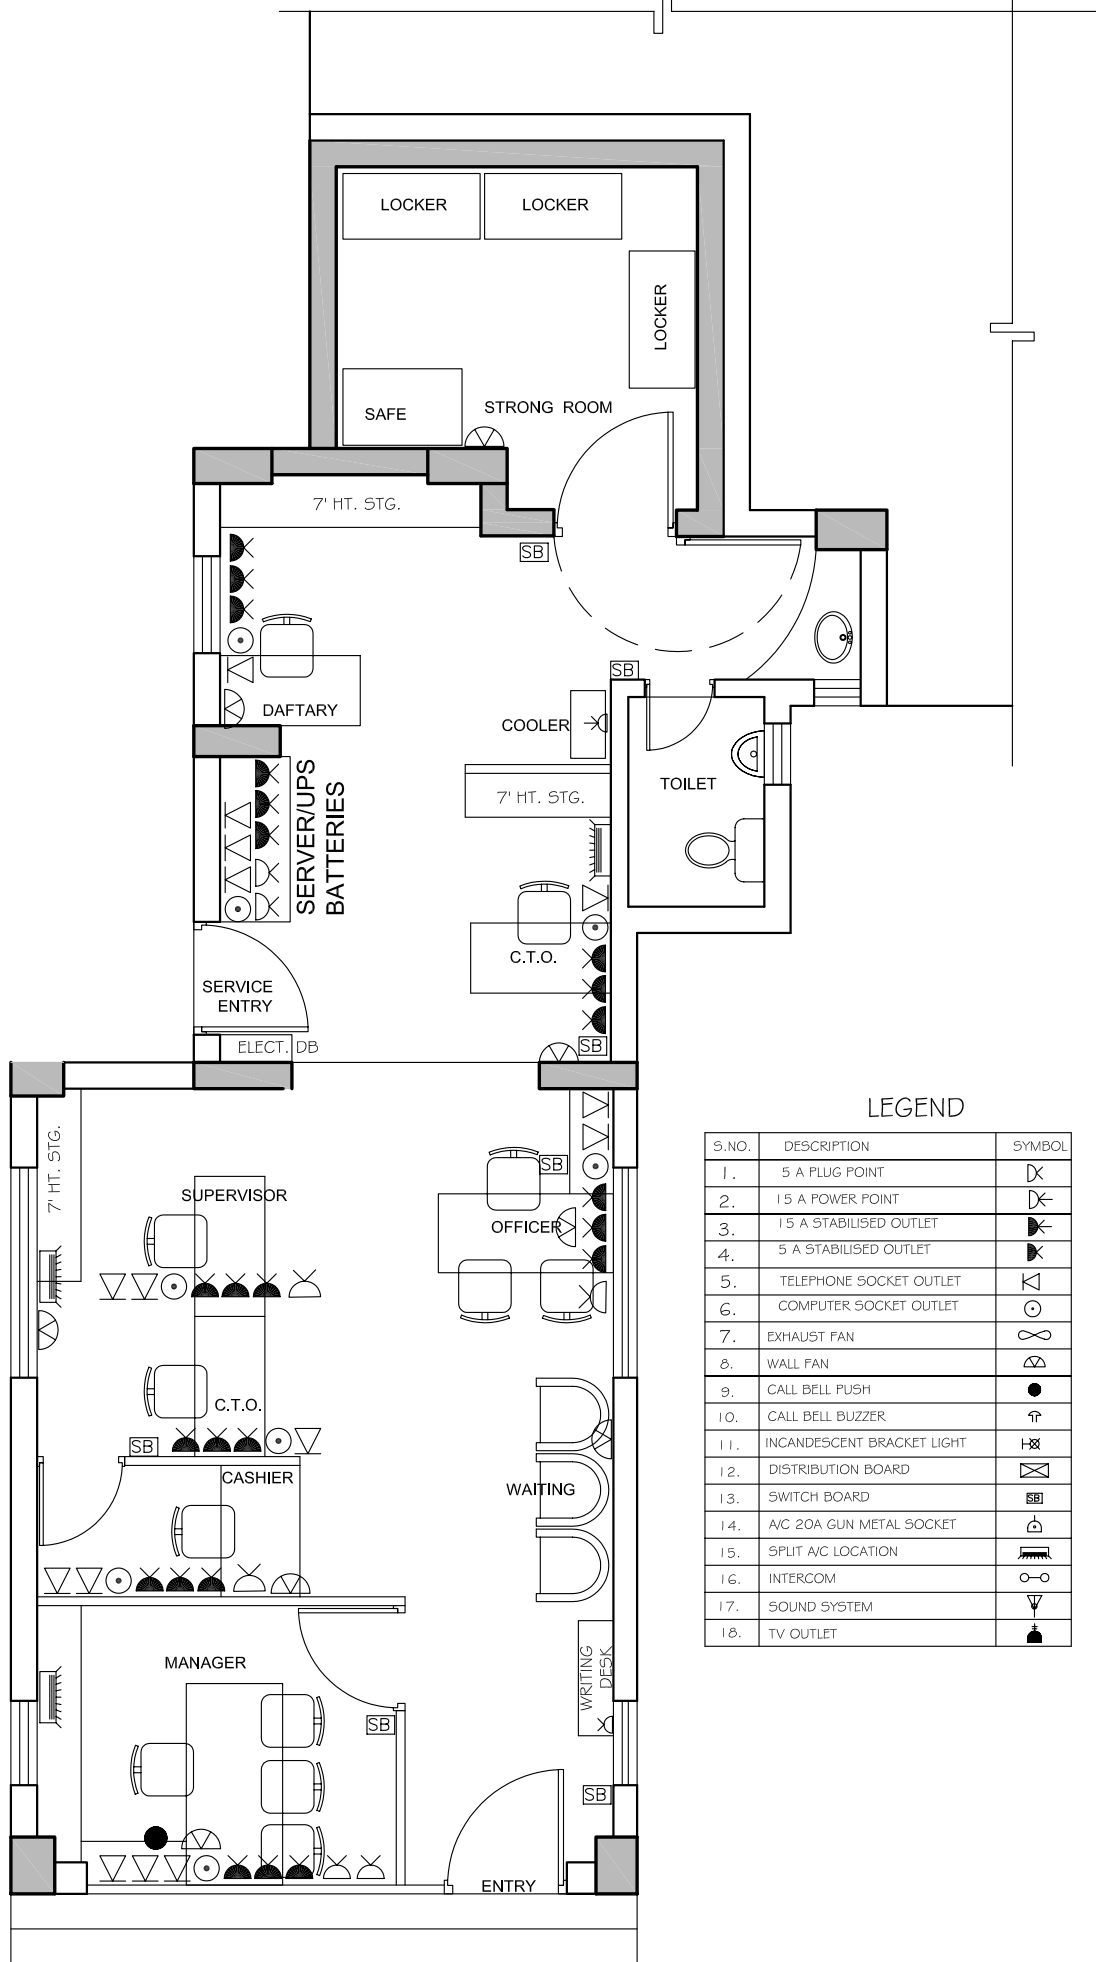 LOCKER
LOCKER
LOCKER
SAFE
STRONG ROOM
7' HT. STG.
SB
SB
DAFTARY
COOLER
TOILET
7' HT. STG.
SERVER/UPS
BATTERIES
C.T.O.
SERVICE
ENTRY
SB
ELECT. DB
7' HT. STG.
SUPERVISOR
SB
OFFICER
C.T.O.
SB
CASHIER
WAITING
MANAGER
WRITING
DESK
SB
SB
ENTRY
LEGEND
S.NO. DESCRIPTION SYMBOL
1. 5 A PLUG POINT
2. 15 A POWER POINT
3. 15 A STABILISED OUTLET
4. 5 A STABILISED OUTLET
5. TELEPHONE SOCKET OUTLET
6. COMPUTER SOCKET OUTLET
7. EXHAUST FAN
8. WALL FAN
9. CALL BELL PUSH
10. CALL BELL BUZZER
11. INCANDESCENT BRACKET LIGHT
12. DISTRIBUTION BOARD
13. SWITCH BOARD SB
14. A/C 20A GUN METAL SOCKET
15. SPLIT A/C LOCATION
16. INTERCOM
17. SOUND SYSTEM
18. TV OUTLET